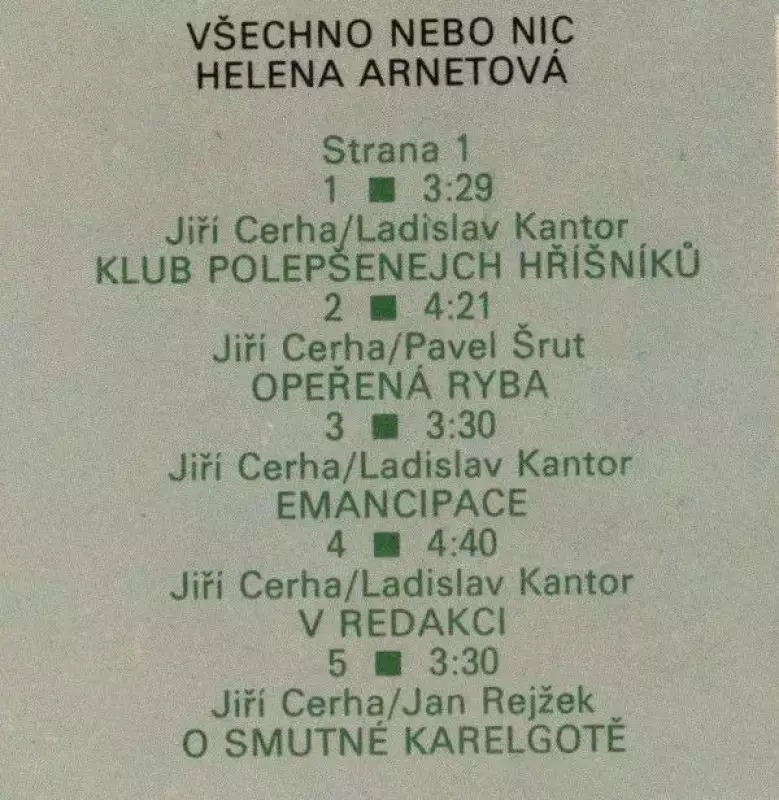 VŠECHNO NEBO NIC
HELENA ARNETOVÁ
Strana 1
1 ■ 3:29
Jiří Cerha/Ladislav Kantor
KLUB POLEPŠENEJCH HŘÍŠNÍKŮ
2 ■ 4:21
Jiří Cerha/Pavel Šrut
OPEŘENÁ RYBA
3 ■ 3:30
Jiří Cerha/Ladislav Kantor
EMANCIPACE
4 ■ 4:40
Jiří Cerha/Ladislav Kantor
V REDAKCI
5 ■ 3:30
Jiří Cerha/Jan Rejžek
O SMUTNÉ KARELGOTĚ